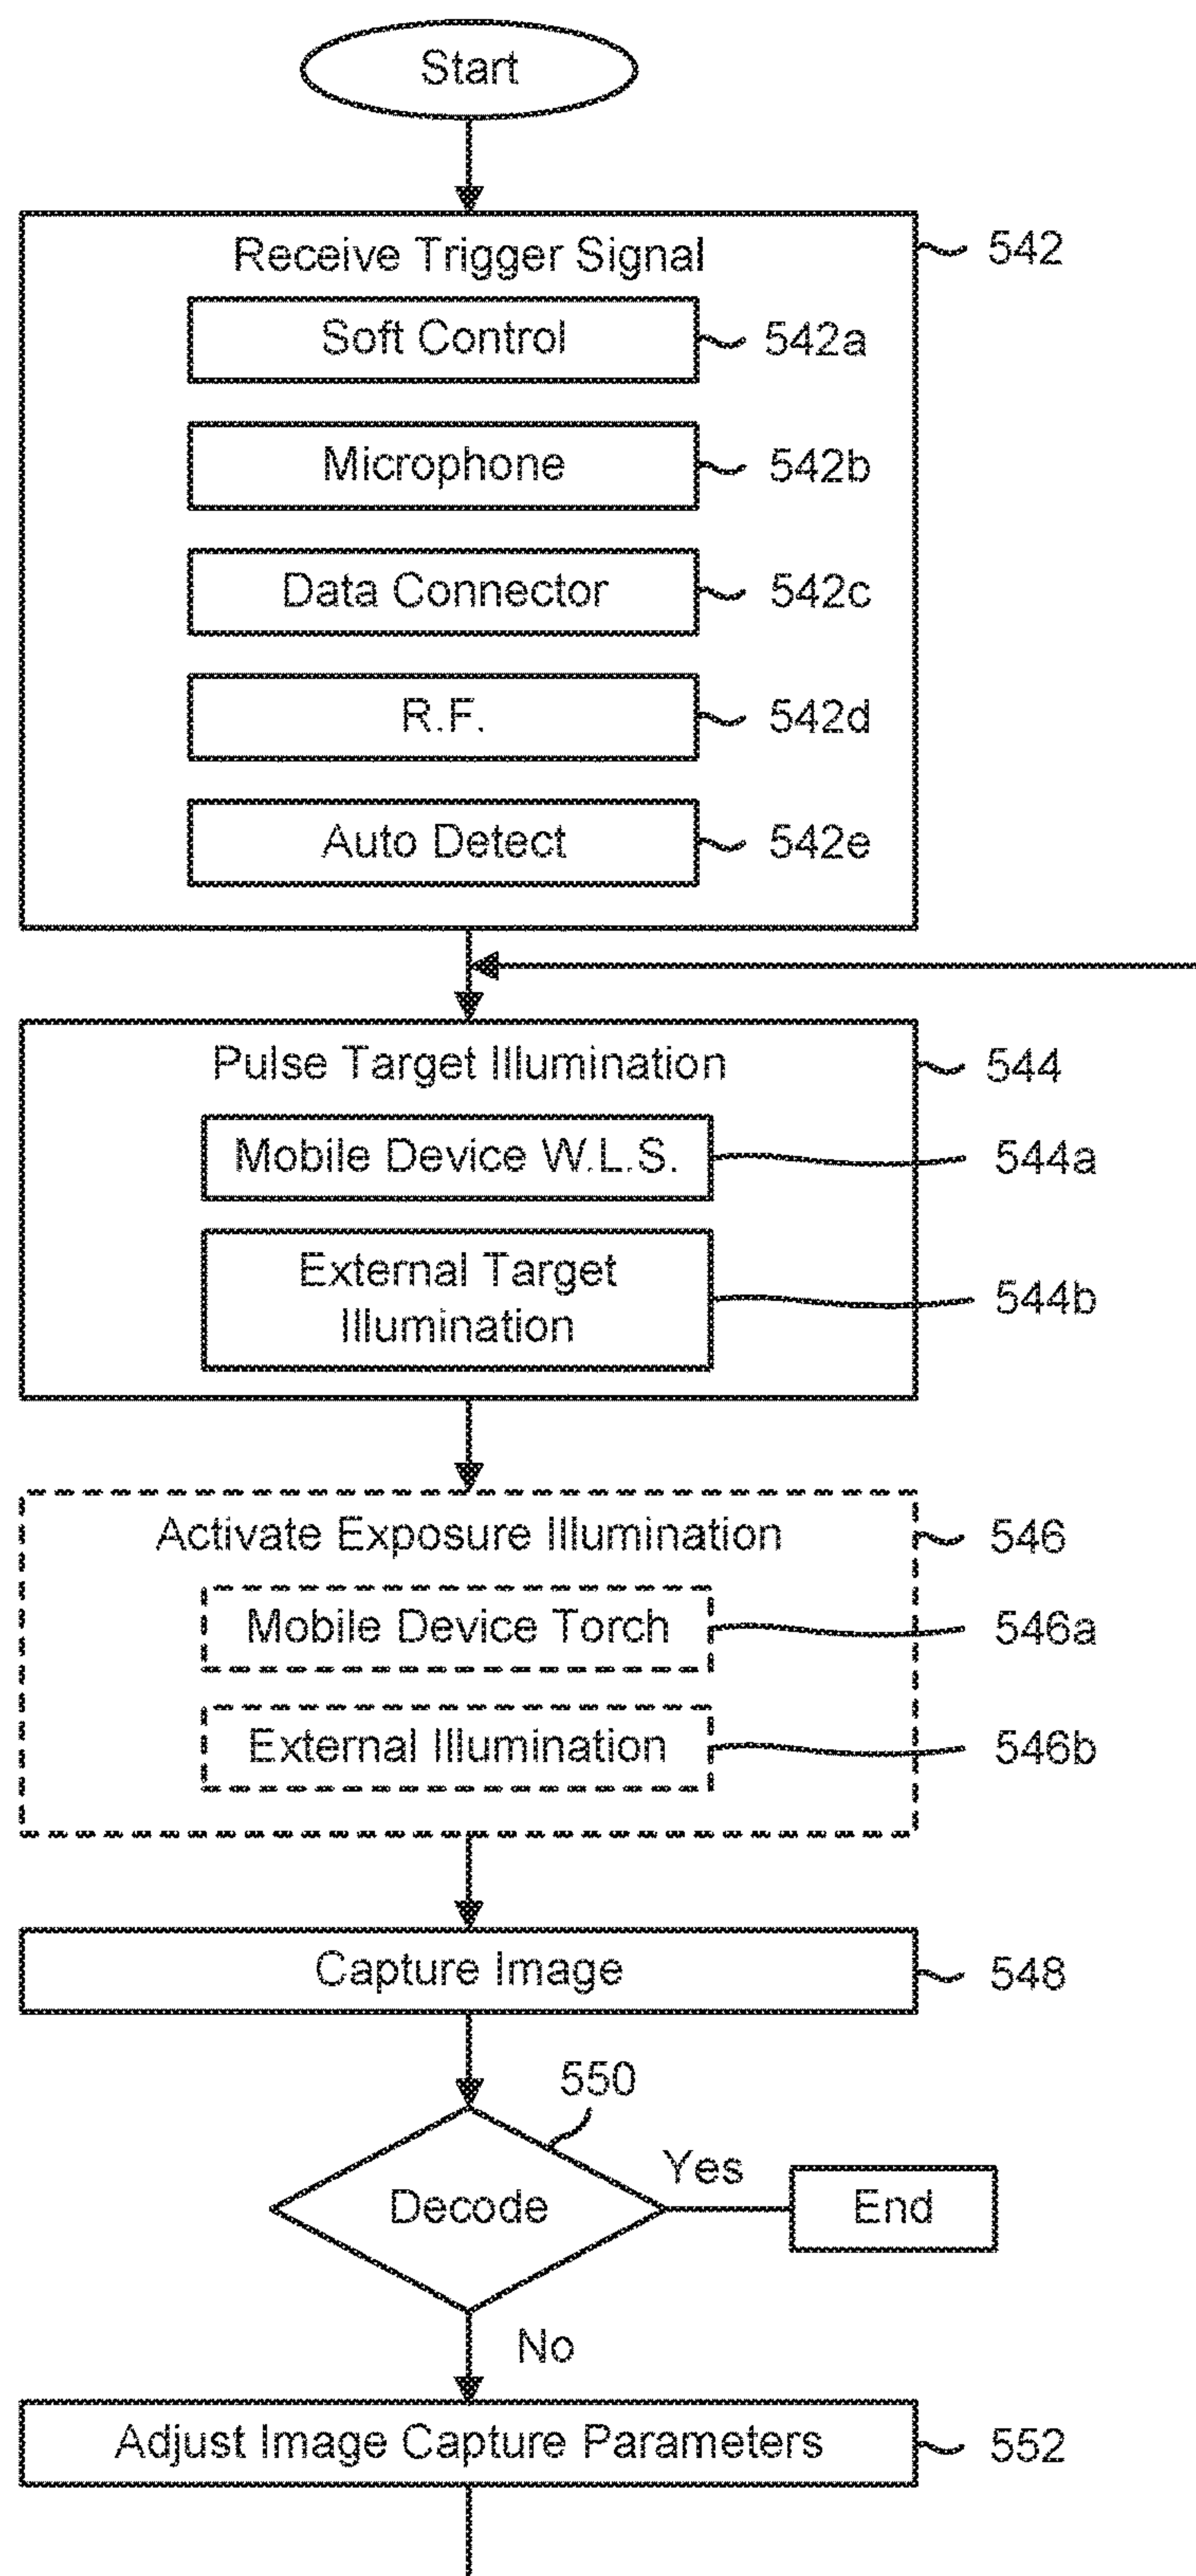 Start
Receive Trigger Signal
542
Soft Control
542a
Microphone
542b
Data Connector
542c
R.F.
542d
Auto Detect
542e
Pulse Target Illumination
544
Mobile Device W.L.S.
544a
External Target
Illumination
544b
Activate Exposure Illumination
546
Mobile Device Torch
546a
External Illumination
546b
Capture Image
548
550
Decode
Yes
End
No
Adjust Image Capture Parameters
552